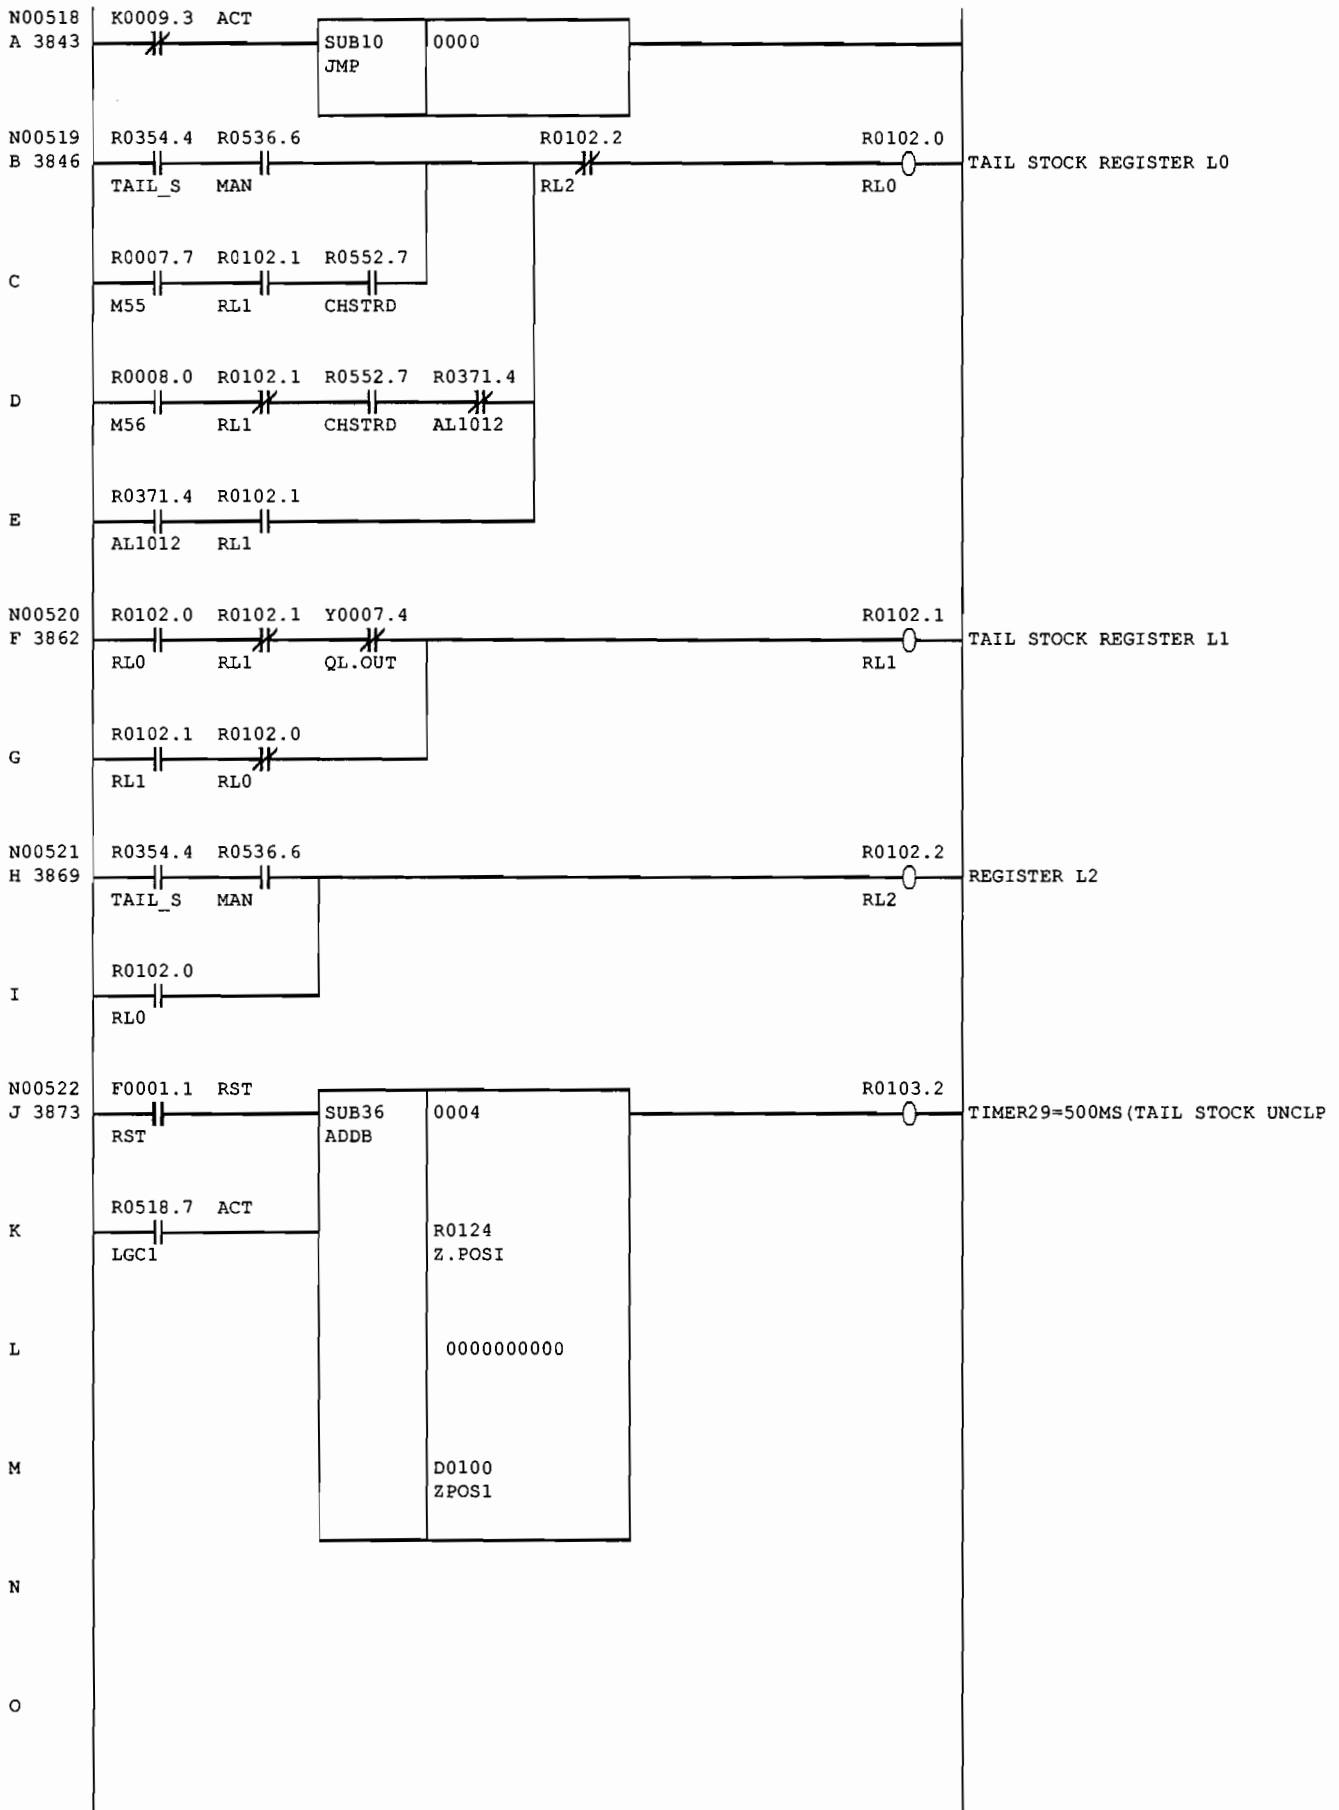 N00518 K0009.3 ACT
A 3843 SUB10 0000
JMP
N00519 R0354.4 R0536.6 R0102.2 R0102.0
B 3846 TAIL STOCK REGISTER L0
TAIL_S MAN RL2 RL0
R0007.7 R0102.1 R0552.7
C
M55 RL1 CHSTRD
R0008.0 R0102.1 R0552.7 R0371.4
D
M56 RL1 CHSTRD AL1012
R0371.4 R0102.1
E
AL1012 RL1
N00520 R0102.0 R0102.1 Y0007.4 R0102.1
F 3862 TAIL STOCK REGISTER L1
RL0 RL1 QL.OUT RL1
R0102.1 R0102.0
G
RL1 RL0
N00521 R0354.4 R0536.6 R0102.2
H 3869 REGISTER L2
TAIL_S MAN RL2
R0102.0
I
RL0
N00522 F0001.1 RST R0103.2
J 3873 SUB36 0004 TIMER29=500MS(TAIL STOCK UNCLP
RST ADDB
R0518.7 ACT
K R0124
LGC1 Z.POSI
L 0000000000
M D0100
ZPOS1
N
O